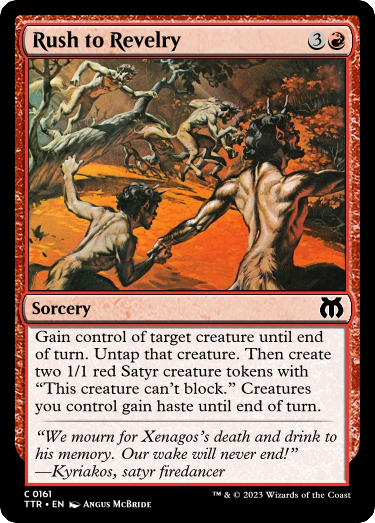 Rush to Revelry 3
Sorcery
Gain control of target creature until end
of turn. Untap that creature. Then create
two 1/1 red Satyr creature tokens with
“This creature can’t block.” Creatures
you control gain haste until end of turn.
“We mourn for Xenagos’s death and drink to
his memory. Our wake will never end!”
—Kyriakos, satyr firedancer
C 0161
TTR • EN Angus McBride
™ & © 2023 Wizards of the Coast